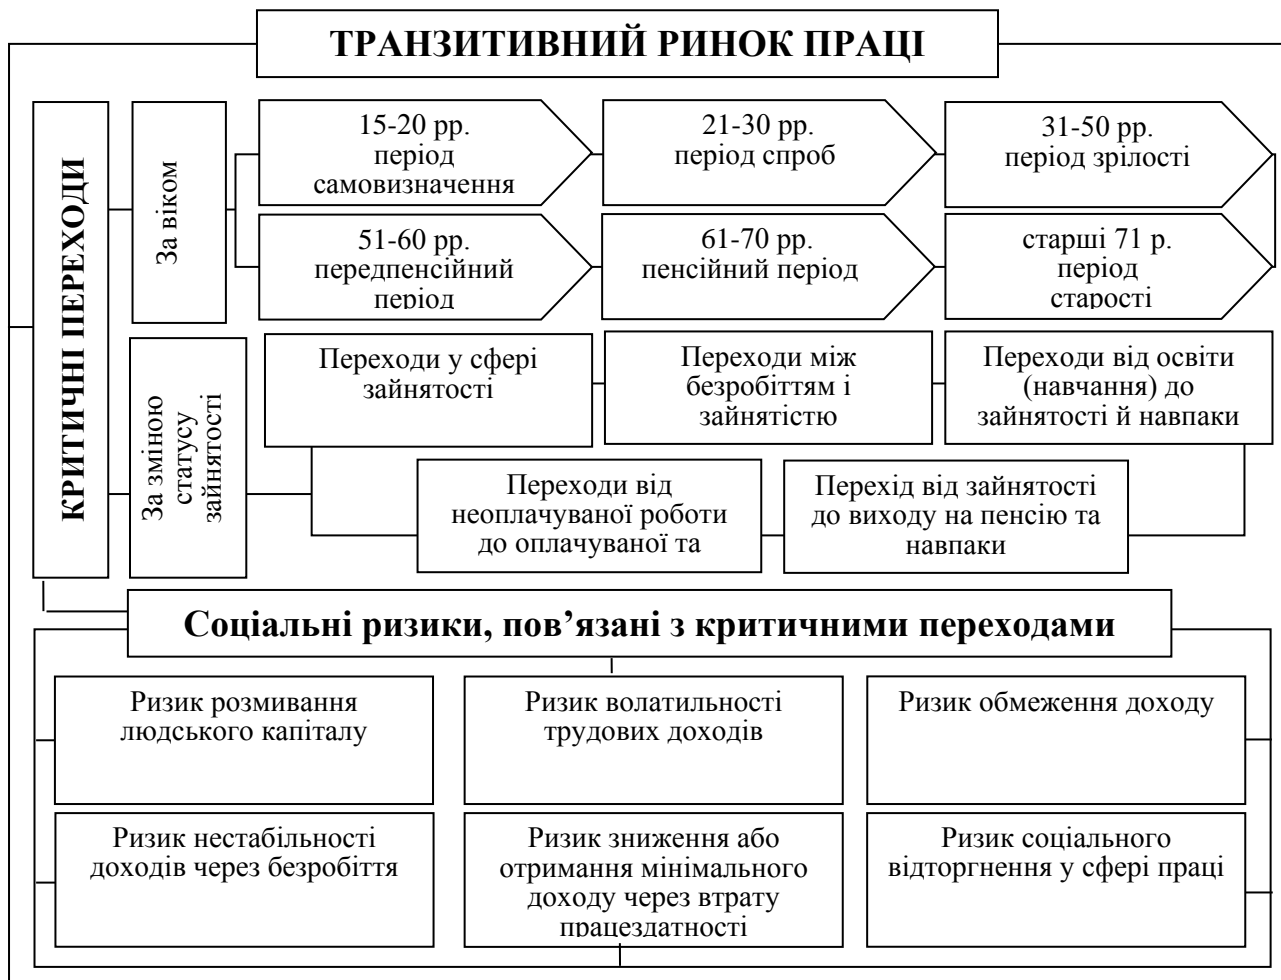 ТРАНЗИТИВНИЙ РИНОК ПРАЦІ
КРИТИЧНІ ПЕРЕХОДИ
За віком
15-20 рр.
період
самовизначення
21-30 рр.
період спроб
31-50 рр.
період зрілості
51-60 рр.
передпенсійний
період
61-70 рр.
пенсійний період
старші 71 р.
період
старості
За зміною
статусу
зайнятості
Переходи у сфері
зайнятості
Переходи між
безробіттям і
зайнятістю
Переходи від освіти
(навчання) до
зайнятості й навпаки
Переходи від
неоплачуваної роботи
до оплачуваної та
Перехід від зайнятості
до виходу на пенсію та
навпаки
Соціальні ризики, пов’язані з критичними переходами
Ризик розмивання
людського капіталу
Ризик волатильності
трудових доходів
Ризик обмеження доходу
Ризик нестабільності
доходів через безробіття
Ризик зниження або
отримання мінімального
доходу через втрату
працездатності
Ризик соціального
відторгнення у сфері праці